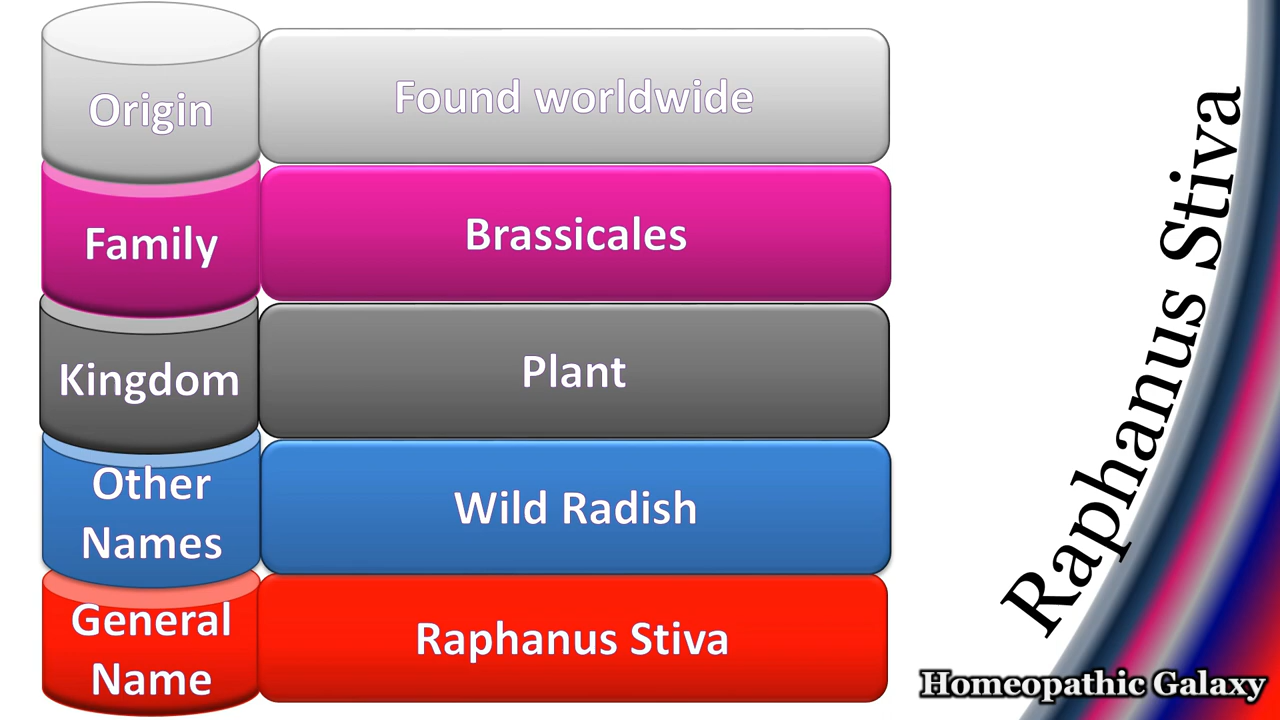 Origin
Found worldwide
Family
Brassicales
Kingdom
Plant
Other
Names
Wild Radish
General
Name
Raphanus Stiva
Raphanus Stiva
Homeopathic Galaxy